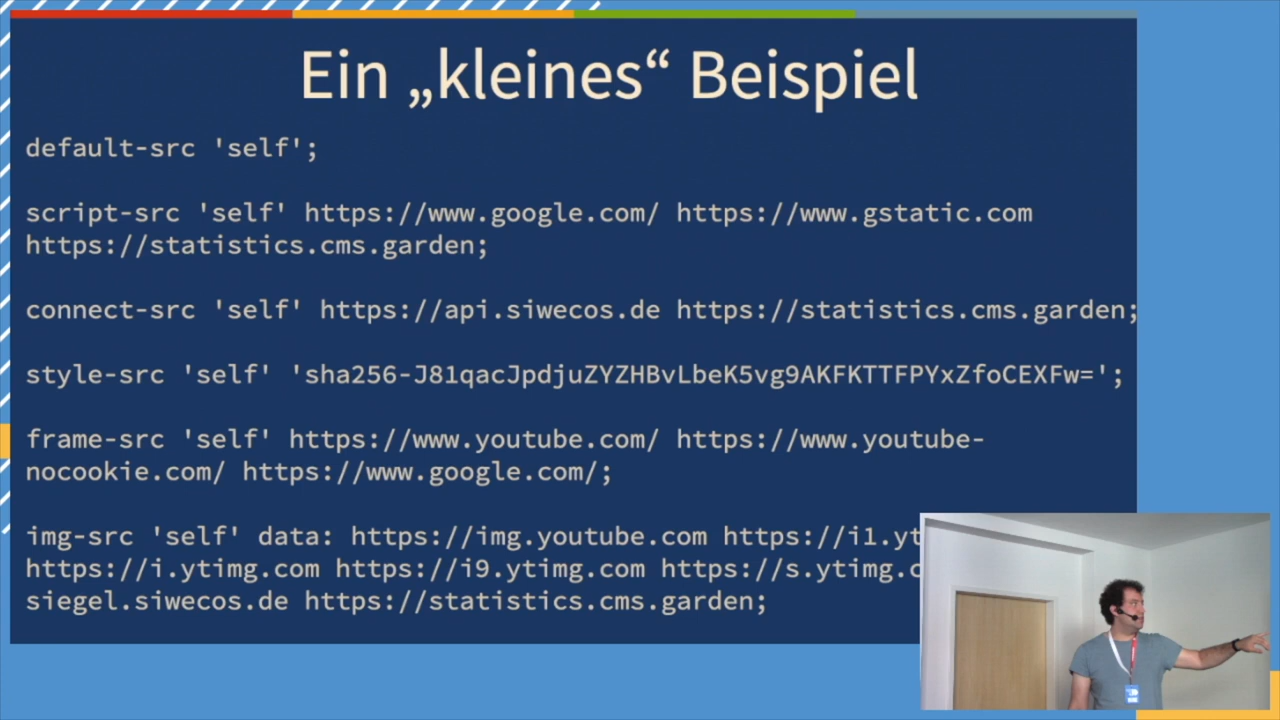 Ein „kleines“ Beispiel
default-src 'self';
script-src 'self' https://www.google.com/ https://www.gstatic.com
https://statistics.cms.garden;
connect-src 'self' https://api.siwecos.de https://statistics.cms.garden;
style-src 'self' 'sha256-J81qacJpdjuZYZHBvLbeK5vg9AKFKTTFPYxZfoCEXFw=';
frame-src 'self' https://www.youtube.com/ https://www.youtube-
nocookie.com/ https://www.google.com/;
img-src 'self' data: https://img.youtube.com https://i1.yt
https://i.ytimg.com https://i9.ytimg.com https://s.ytimg.c
siegel.siwecos.de https://statistics.cms.garden;